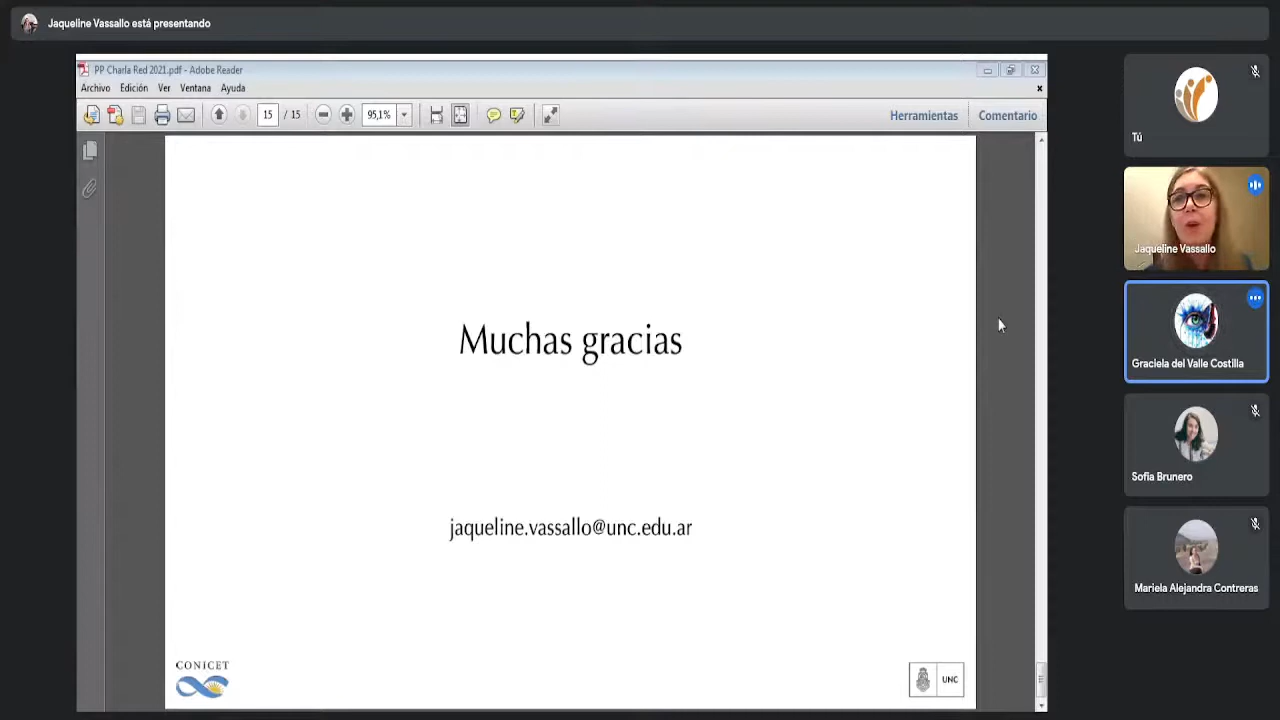 Jaqueline Vassallo está presentando
PP Charla Red 2021.pdf - Adobe Reader
Archivo Edición Ver Ventana Ayuda
15 / 15 95,1% Herramientas Comentario
Muchas gracias
jaqueline.vassallo@unc.edu.ar
CONICET
UNC
Tú
Jaqueline Vassallo
Graciela del Valle Costilla
Sofia Brunero
Mariela Alejandra Contreras